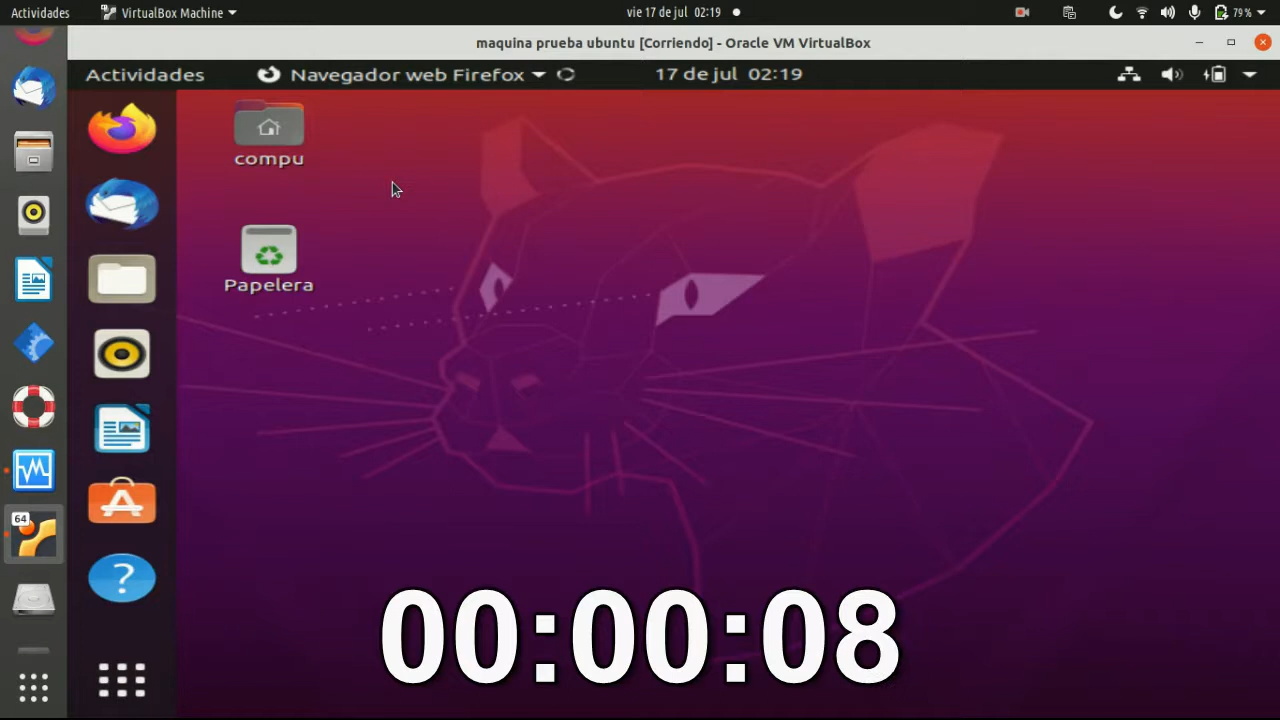 Actividades VirtualBox Machine vie 17 de jul 02:19 79%
maquina prueba ubuntu [Corriendo] - Oracle VM VirtualBox
Actividades Navegador web Firefox 17 de jul 02:19
compu
Papelera
64
00:00:08